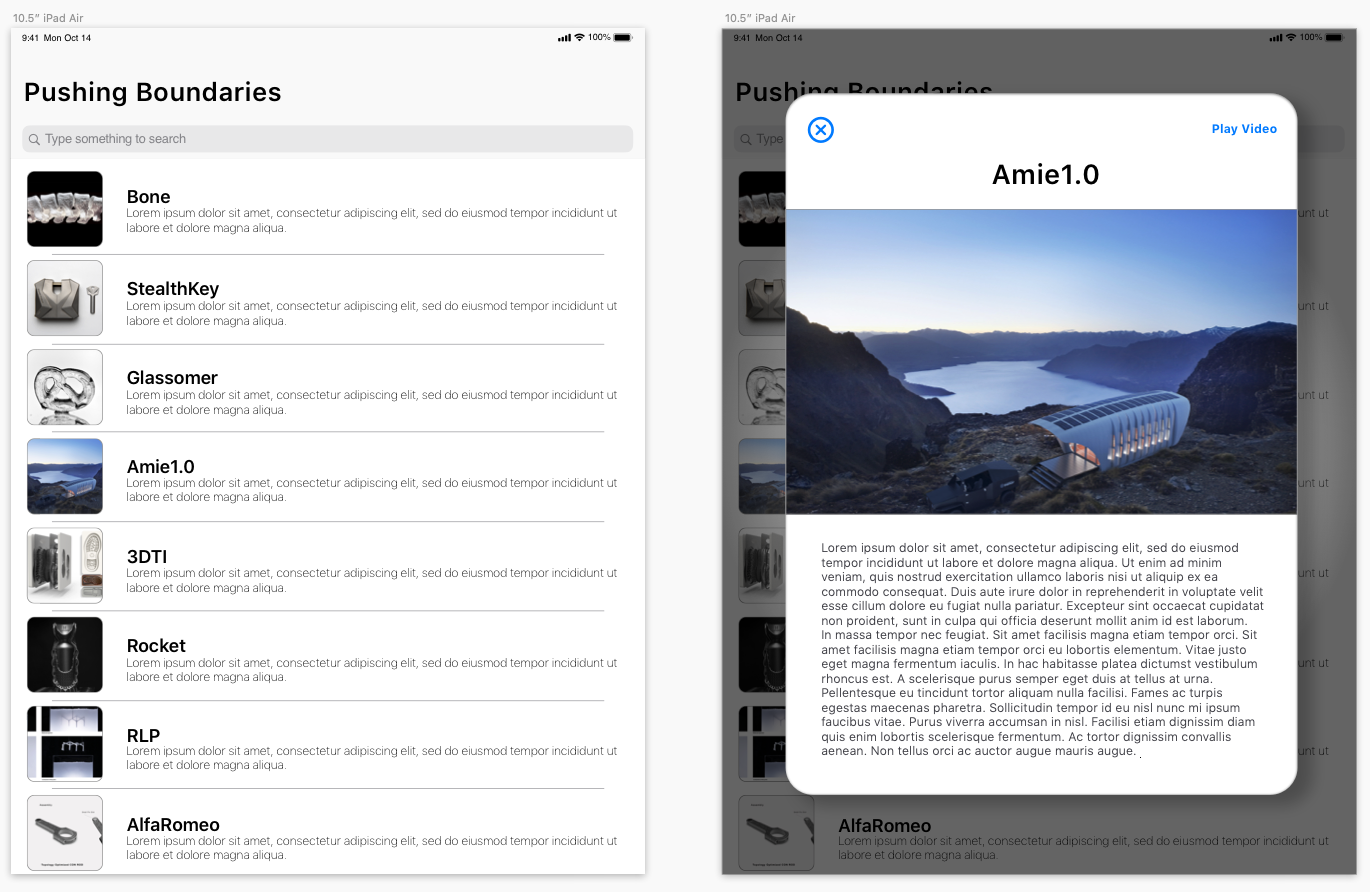 10.5” iPad Air
9:41 Mon Oct 14
100%
Pushing Boundaries
Type something to search
Bone
Lorem ipsum dolor sit amet, consectetur adipiscing elit, sed do eiusmod tempor incididunt ut
labore et dolore magna aliqua.
StealthKey
Lorem ipsum dolor sit amet, consectetur adipiscing elit, sed do eiusmod tempor incididunt ut
labore et dolore magna aliqua.
Glassomer
Lorem ipsum dolor sit amet, consectetur adipiscing elit, sed do eiusmod tempor incididunt ut
labore et dolore magna aliqua.
Amie1.0
Lorem ipsum dolor sit amet, consectetur adipiscing elit, sed do eiusmod tempor incididunt ut
labore et dolore magna aliqua.
3DTI
Lorem ipsum dolor sit amet, consectetur adipiscing elit, sed do eiusmod tempor incididunt ut
labore et dolore magna aliqua.
Rocket
Lorem ipsum dolor sit amet, consectetur adipiscing elit, sed do eiusmod tempor incididunt ut
labore et dolore magna aliqua.
RLP
Lorem ipsum dolor sit amet, consectetur adipiscing elit, sed do eiusmod tempor incididunt ut
labore et dolore magna aliqua.
AlfaRomeo
Lorem ipsum dolor sit amet, consectetur adipiscing elit, sed do eiusmod tempor incididunt ut
labore et dolore magna aliqua.
10.5” iPad Air
9:41 Mon Oct 14
100%
Pushing Boundaries
Type
Play Video
Amie1.0
Lorem ipsum dolor sit amet, consectetur adipiscing elit, sed do eiusmod
tempor incididunt ut labore et dolore magna aliqua. Ut enim ad minim
veniam, quis nostrud exercitation ullamco laboris nisi ut aliquip ex ea
commodo consequat. Duis aute irure dolor in reprehenderit in voluptate velit
esse cillum dolore eu fugiat nulla pariatur. Excepteur sint occaecat cupidatat
non proident, sunt in culpa qui officia deserunt mollit anim id est laborum.
In massa tempor nec feugiat. Sit amet facilisis magna etiam tempor orci. Sit
amet facilisis magna etiam tempor orci eu lobortis elementum. Vitae justo
eget magna fermentum iaculis. In hac habitasse platea dictumst vestibulum
rhoncus est. A scelerisque purus semper eget duis at tellus at urna.
Pellentesque eu tincidunt tortor aliquam nulla facilisi. Fames ac turpis
egestas maecenas pharetra. Sollicitudin tempor id eu nisl nunc mi ipsum
faucibus vitae. Purus viverra accumsan in nisl. Facilisi etiam dignissim diam
quis enim lobortis scelerisque fermentum. Ac tortor dignissim convallis
aenean. Non tellus orci ac auctor augue mauris augue. .
unt ut
unt ut
unt ut
unt ut
unt ut
unt ut
unt ut
AlfaRomeo
Lorem ipsum dolor sit amet, consectetur adipiscing elit, sed do eiusmod tempor incididunt ut
labore et dolore magna aliqua.